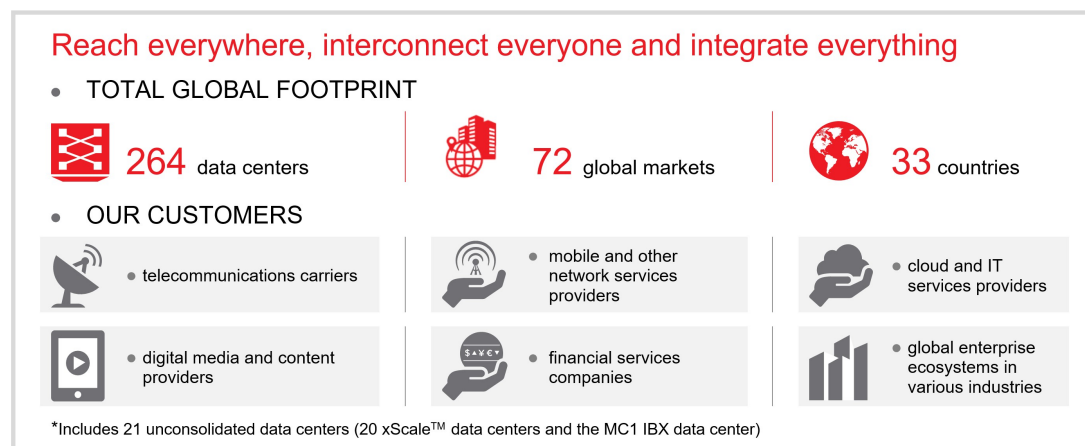 Reach everywhere, interconnect everyone and integrate everything
• TOTAL GLOBAL FOOTPRINT
264 data centers
72 global markets
33 countries
• OUR CUSTOMERS
• telecommunications carriers
• mobile and other
network services
providers
• cloud and IT
services providers
• digital media and content
providers
$▲¥€▼
• financial services
companies
• global enterprise
ecosystems in
various industries
*Includes 21 unconsolidated data centers (20 xScale™ data centers and the MC1 IBX data center)